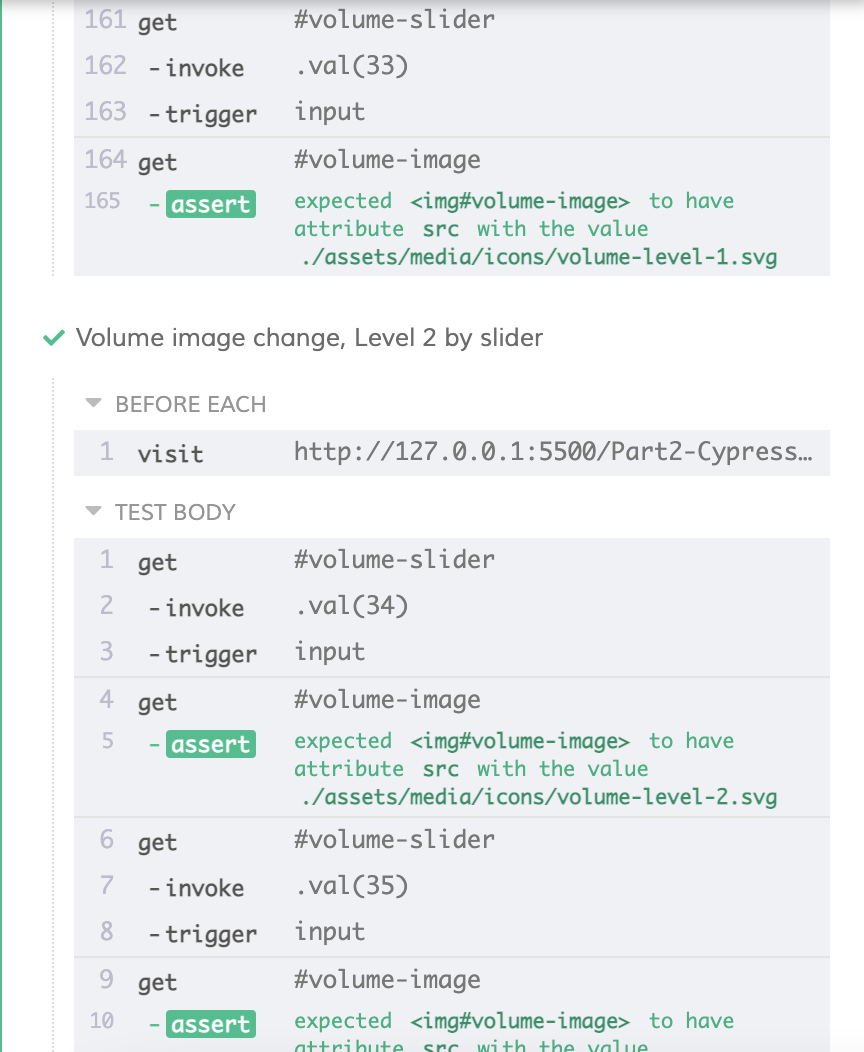 161 get #volume-slider
162 -invoke .val(33)
163 -trigger input
164 get #volume-image
165 -assert expected <img#volume-image> to have
attribute src with the value
./assets/media/icons/volume-level-1.svg
Volume image change, Level 2 by slider
BEFORE EACH
1 visit http://127.0.0.1:5500/Part2-Cypress…
TEST BODY
1 get #volume-slider
2 -invoke .val(34)
3 -trigger input
4 get #volume-image
5 -assert expected <img#volume-image> to have
attribute src with the value
./assets/media/icons/volume-level-2.svg
6 get #volume-slider
7 -invoke .val(35)
8 -trigger input
9 get #volume-image
10 -assert expected <img#volume-image> to have
attribute src with the value